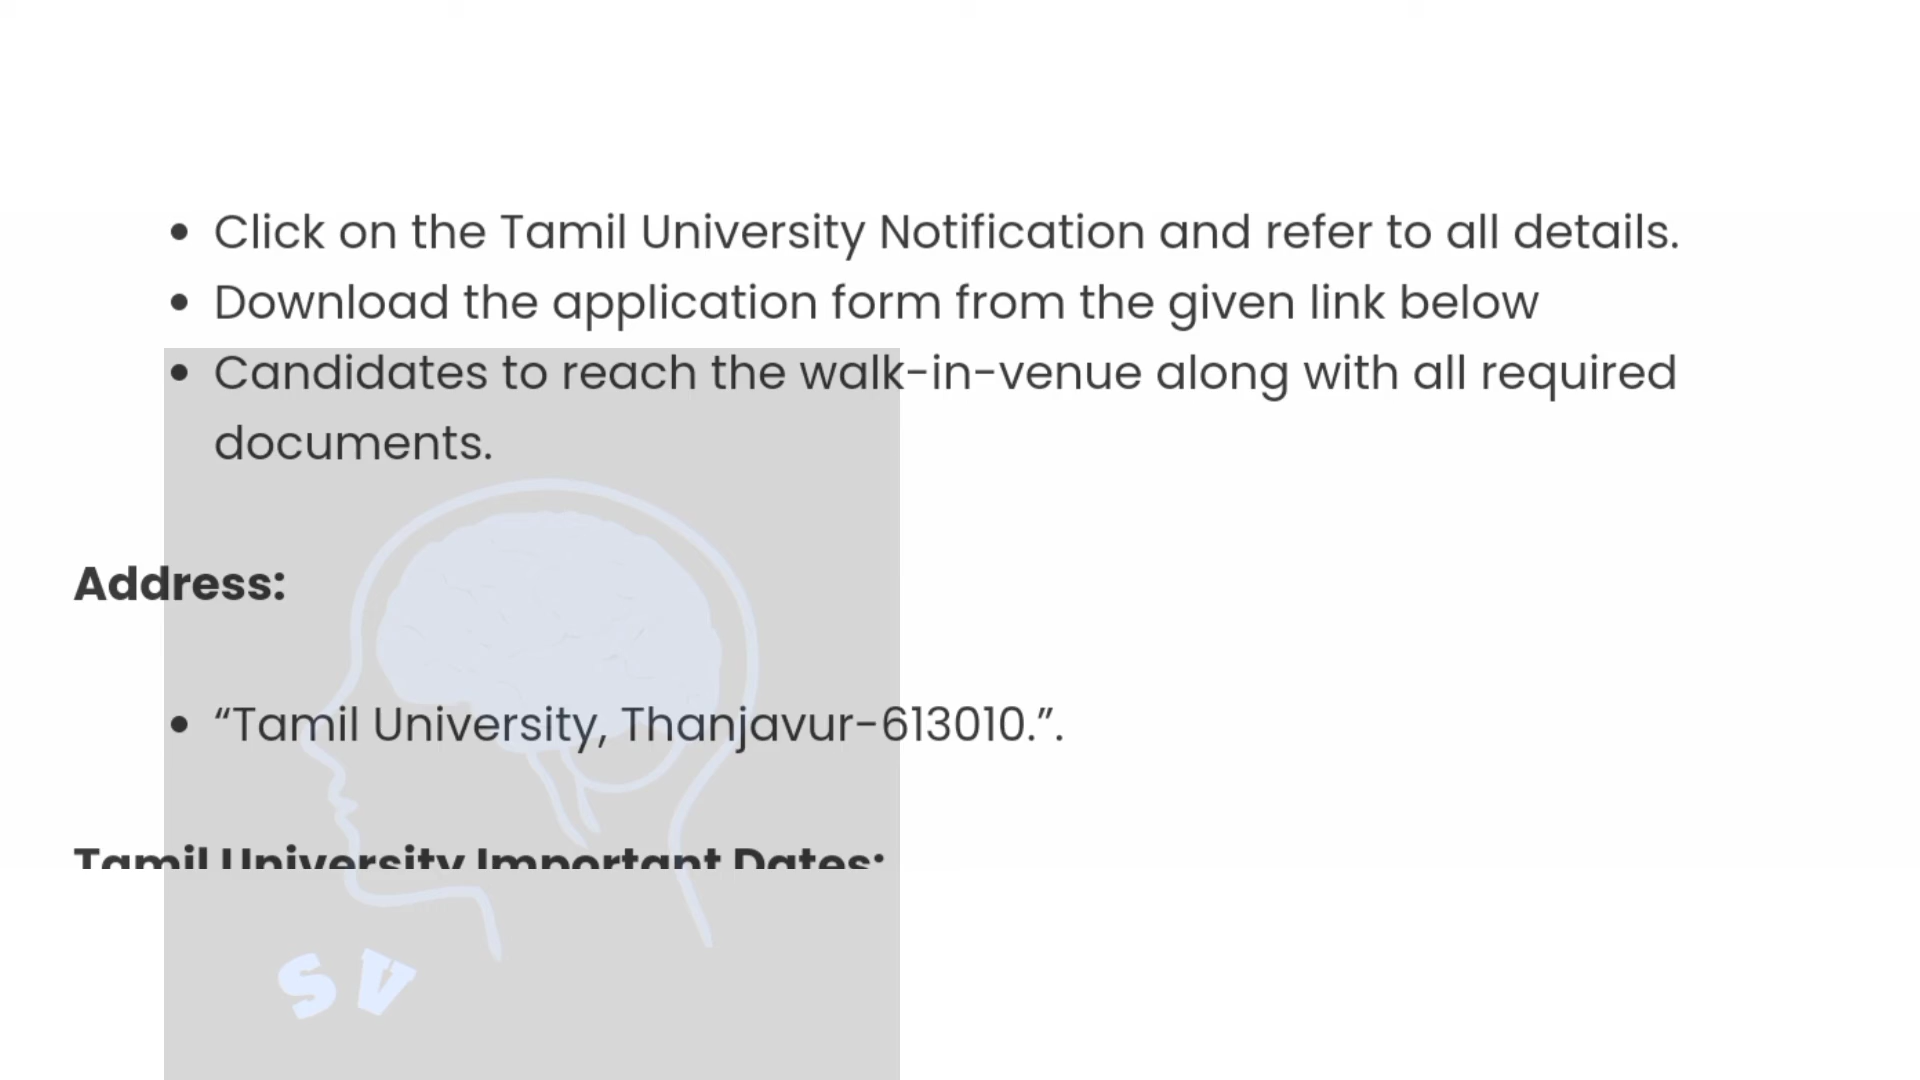 • Click on the Tamil University Notification and refer to all details.
• Download the application form from the given link below
• Candidates to reach the walk-in-venue along with all required
documents.
Address:
• “Tamil University, Thanjavur-613010.”.
Tamil University Important Dates:
S V